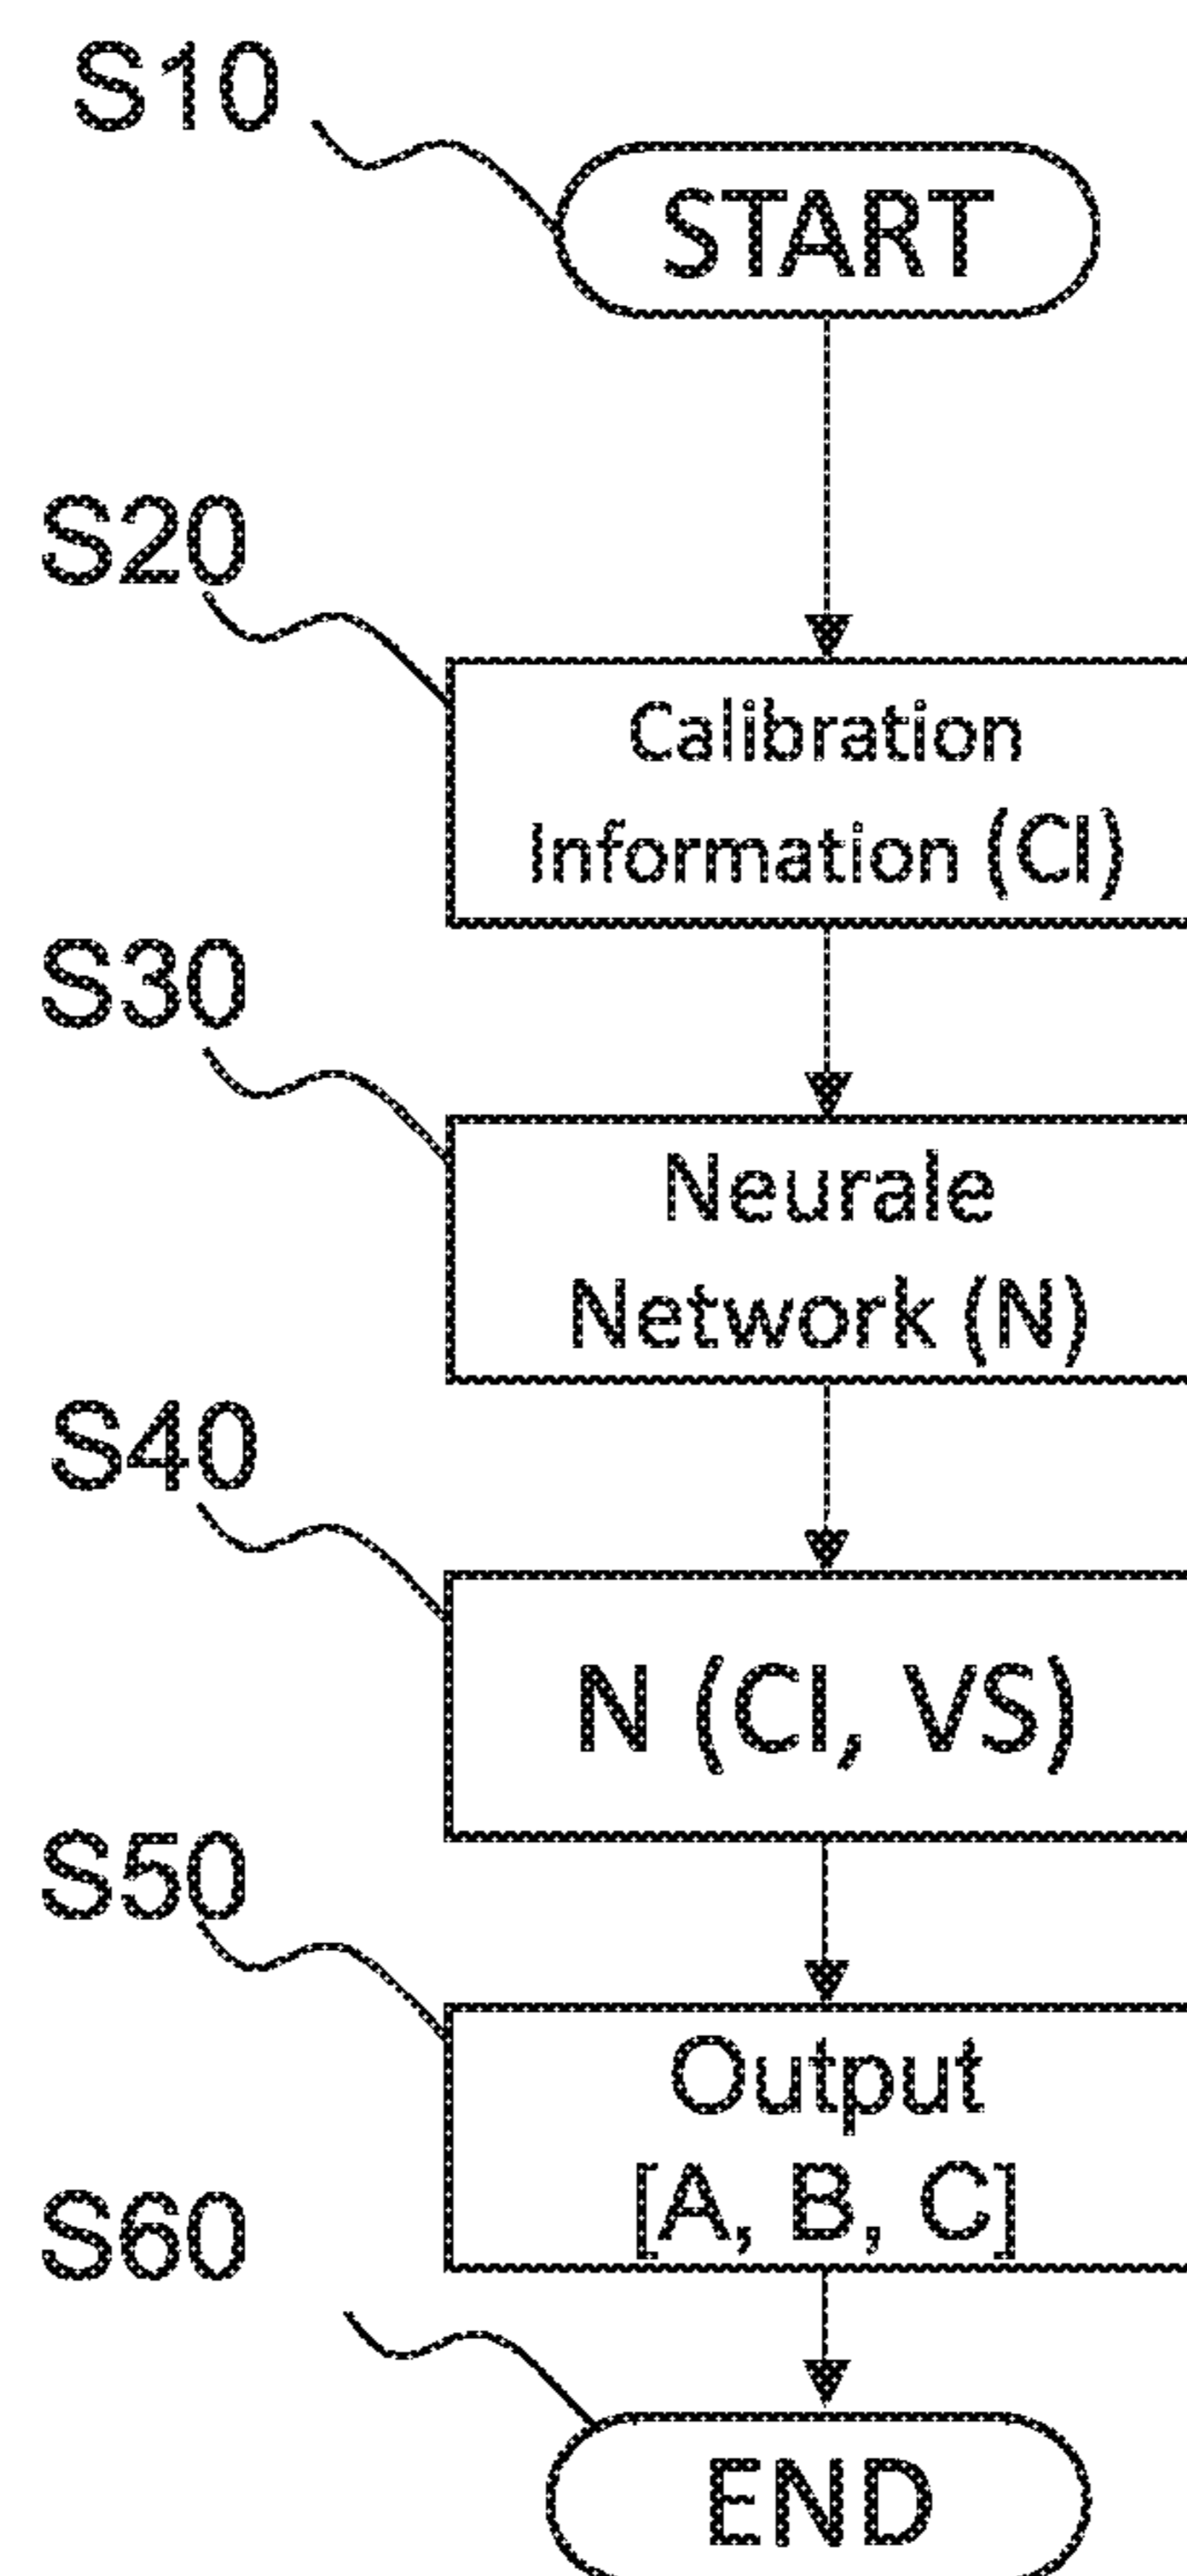 S10
START
S20
Calibration
Information (CI)
S30
Neurale
Network (N)
S40
N (CI, VS)
S50
Output
[A, B, C]
S60
END